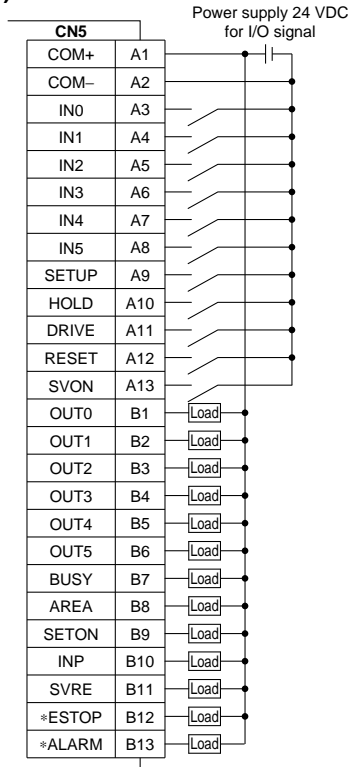 Power supply 24 VDC
for I/O signal
CN5
COM+ A1
COM− A2
IN0 A3
IN1 A4
IN2 A5
IN3 A6
IN4 A7
IN5 A8
SETUP A9
HOLD A10
DRIVE A11
RESET A12
SVON A13
OUT0 B1 Load
OUT1 B2 Load
OUT2 B3 Load
OUT3 B4 Load
OUT4 B5 Load
OUT5 B6 Load
BUSY B7 Load
AREA B8 Load
SETON B9 Load
INP B10 Load
SVRE B11 Load
∗ESTOP B12 Load
∗ALARM B13 Load